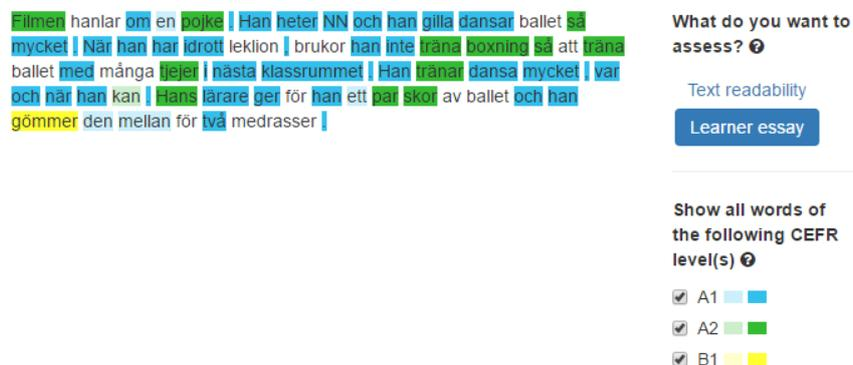 Filmen hanlar om en pojke . Han heter NN och han gilla dansar ballet så
mycket . När han har idrott leklion , brukor han inte träna boxning så att träna
ballet med många tjejer i nästa klassrummet . Han tränar dansa mycket , var
och när han kan . Hans lärare ger för han ett par skor av ballet och han
gömmer den mellan för två medrasser .
What do you want to
assess?
Text readability
Learner essay
Show all words of
the following CEFR
level(s)
A1
A2
B1